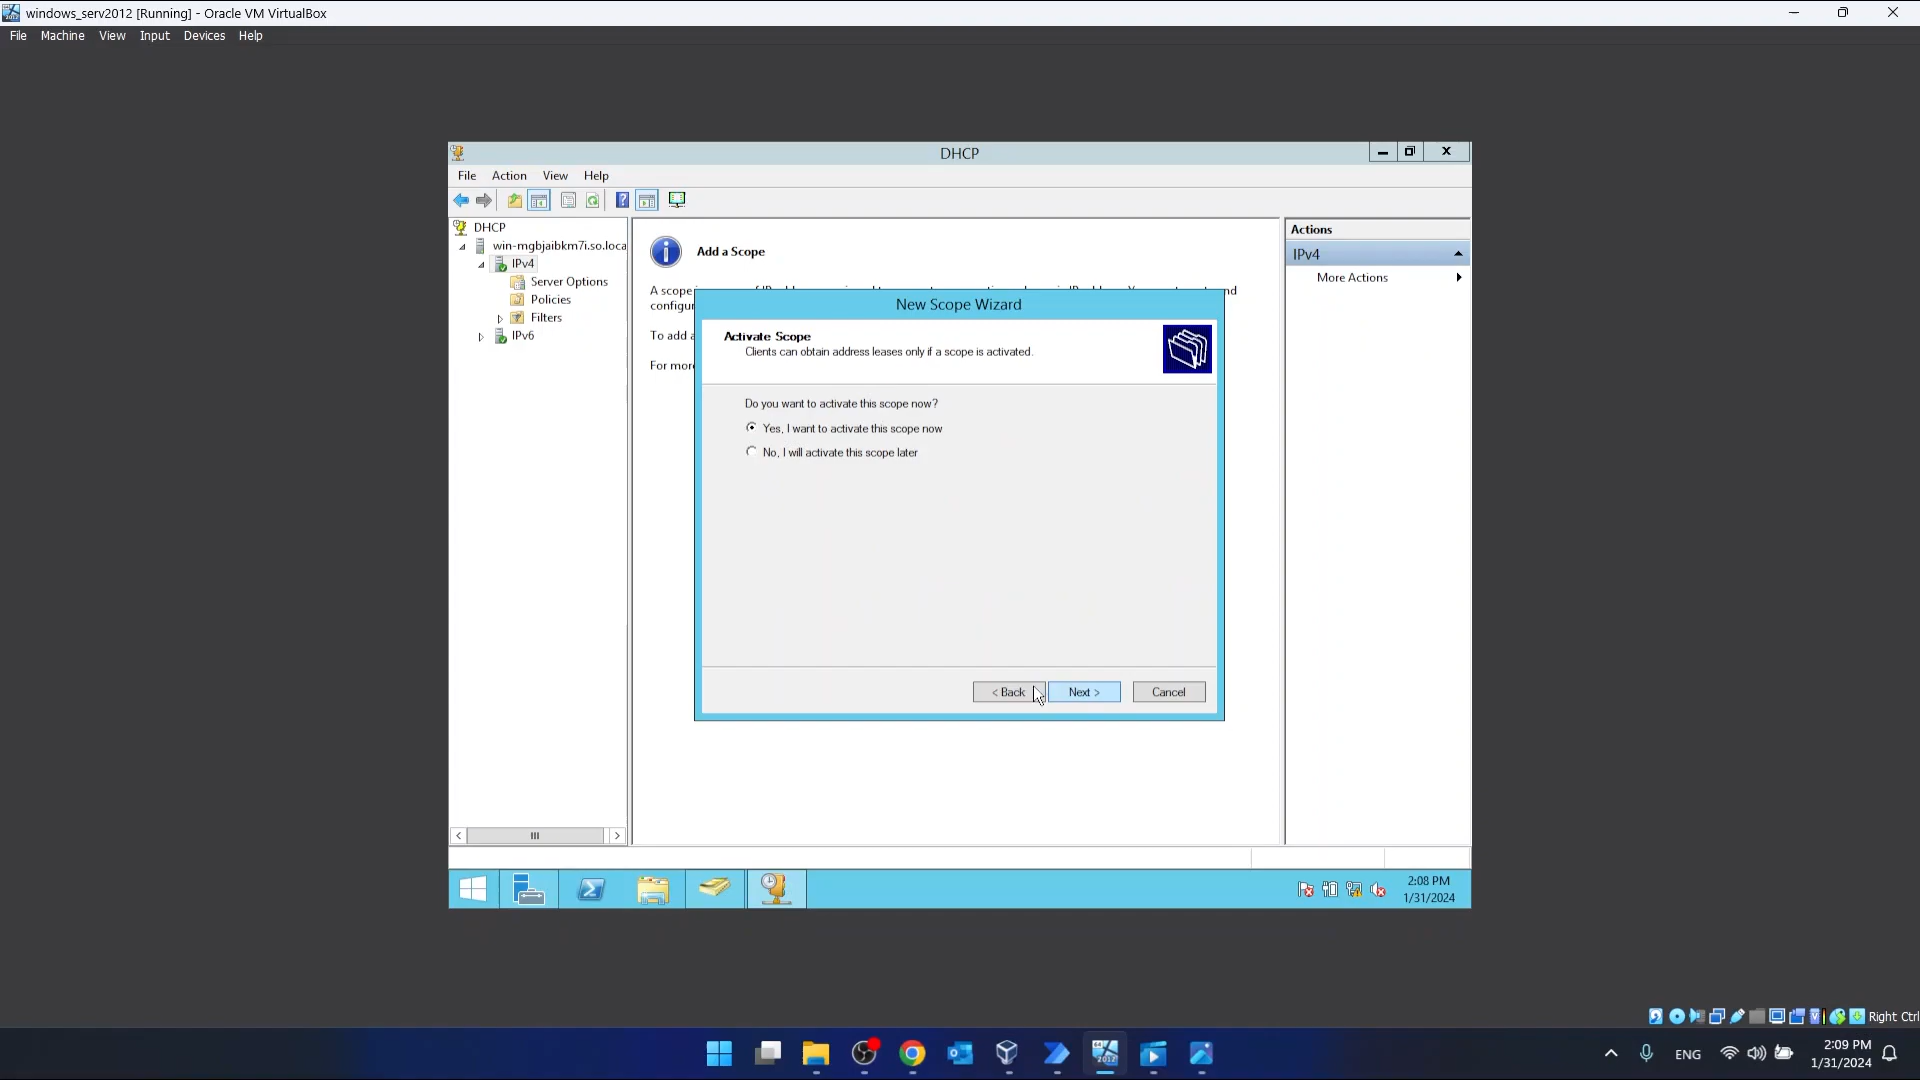 windows_serv2012 [Running] - Oracle VM VirtualBox
File Machine View Input Devices Help
DHCP
File Action View Help
DHCP
win-mgbjaibkm7i.so.loca
IPv4
Server Options
Policies
Filters
IPv6
Add a Scope
A scope
configur
To add a
For more
nd
New Scope Wizard
Activate Scope
Clients can obtain address leases only if a scope is activated.
Do you want to activate this scope now?
Yes, I want to activate this scope now
No, I will activate this scope later
< Back
Next >
Cancel
Actions
IPv4
More Actions
2:08 PM
1/31/2024
Right Ctrl
2012
ENG
2:09 PM
1/31/2024